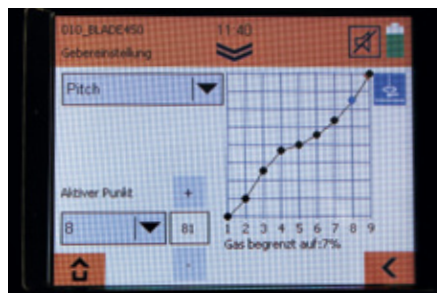 010_BLADE450
11:40
Gebereinstellung
Pitch
Aktiver Punkt
+
8
81
-
1 2 3 4 5 6 7 8 9
Gas begrenzt auf:7%